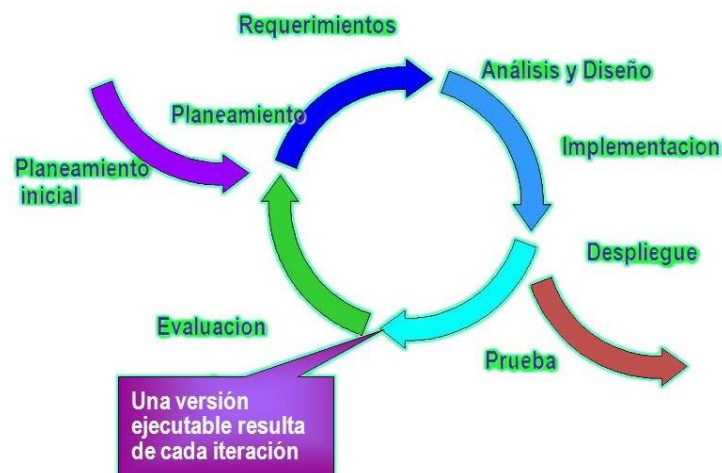 Requerimientos
Análisis y Diseño
Planeamiento
Implementacion
Planeamiento
inicial
Despliegue
Evaluacion
Prueba
Una versión
ejecutable resulta
de cada iteración